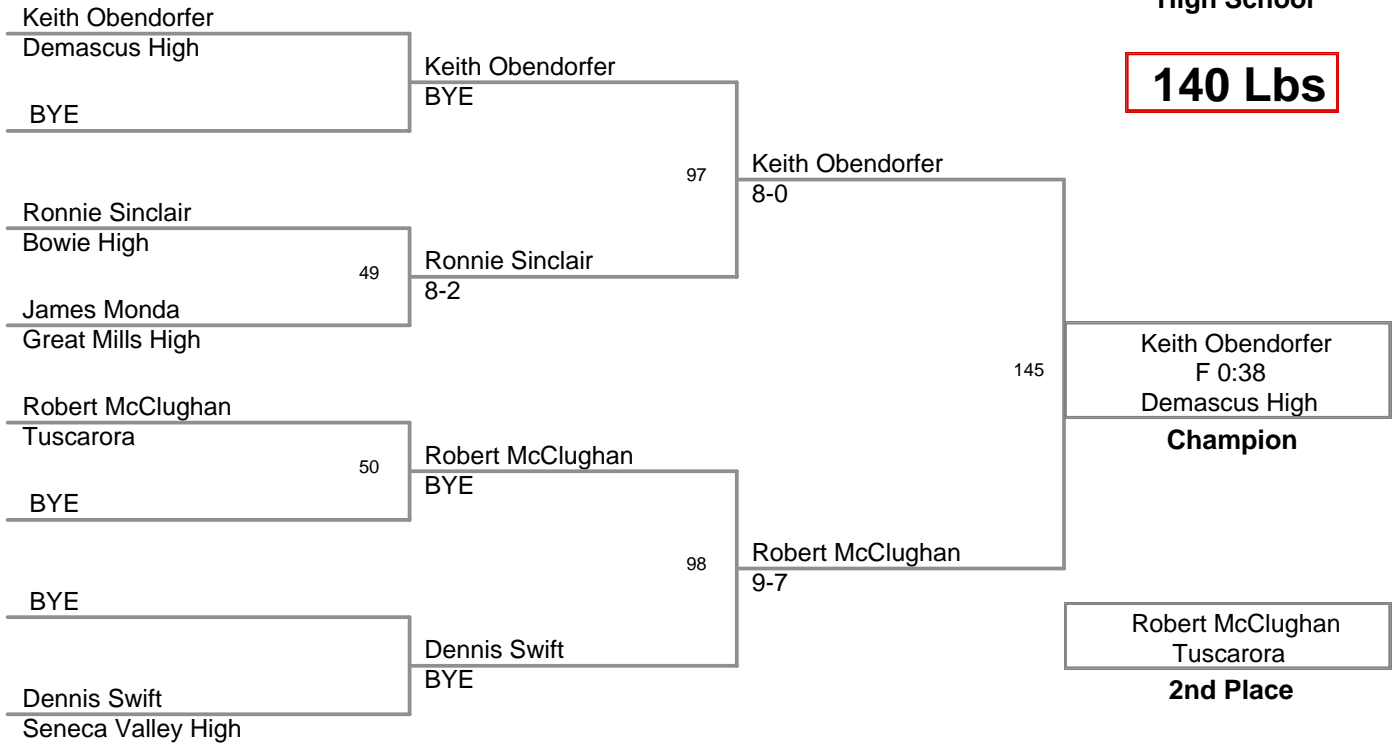 High School
140 Lbs
Keith Obendorfer
Demascus High
BYE
Ronnie Sinclair
Bowie High
49
James Monda
Great Mills High
Robert McClughan
Tuscarora
50
BYE
BYE
Dennis Swift
Seneca Valley High
Keith Obendorfer
BYE
97
Ronnie Sinclair
8-2
Robert McClughan
BYE
98
Dennis Swift
BYE
Keith Obendorfer
8-0
145
Robert McClughan
9-7
Keith Obendorfer
F 0:38
Demascus High
Champion
Robert McClughan
Tuscarora
2nd Place